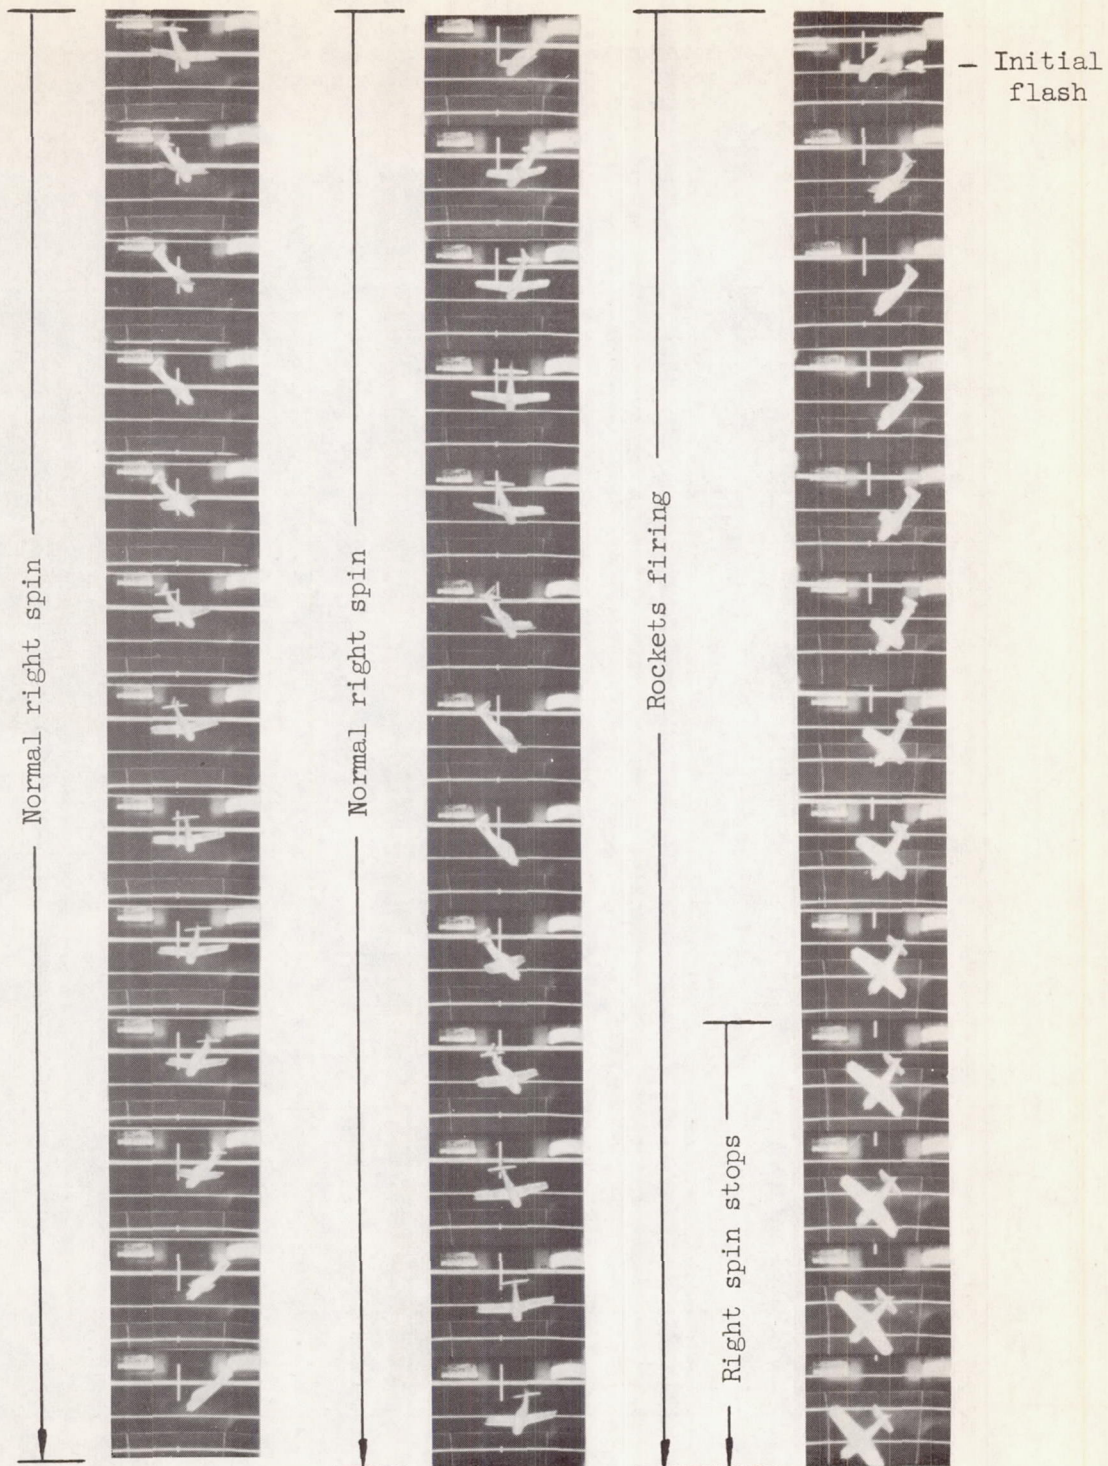 Normal right spin
Normal right spin
Rockets firing
Right spin stops
Initial
flash